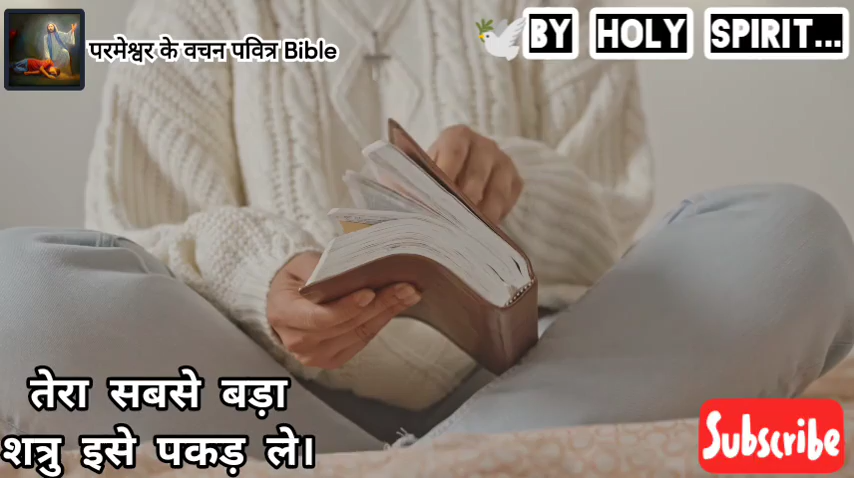 परमेश्वर के वचन पवित्र Bible
BY HOLY SPIRIT...
तेरा सबसे बड़ा
शत्रु इसे पकड़ ले।
Subscribe